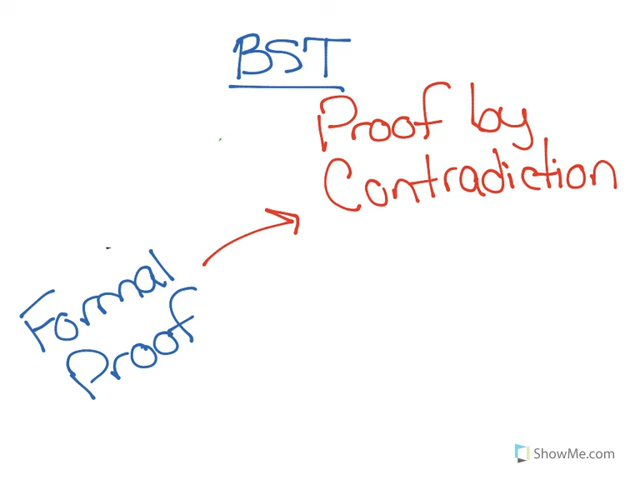 BST
Proof by
Contradiction
Formal
Proof
ShowMe.com